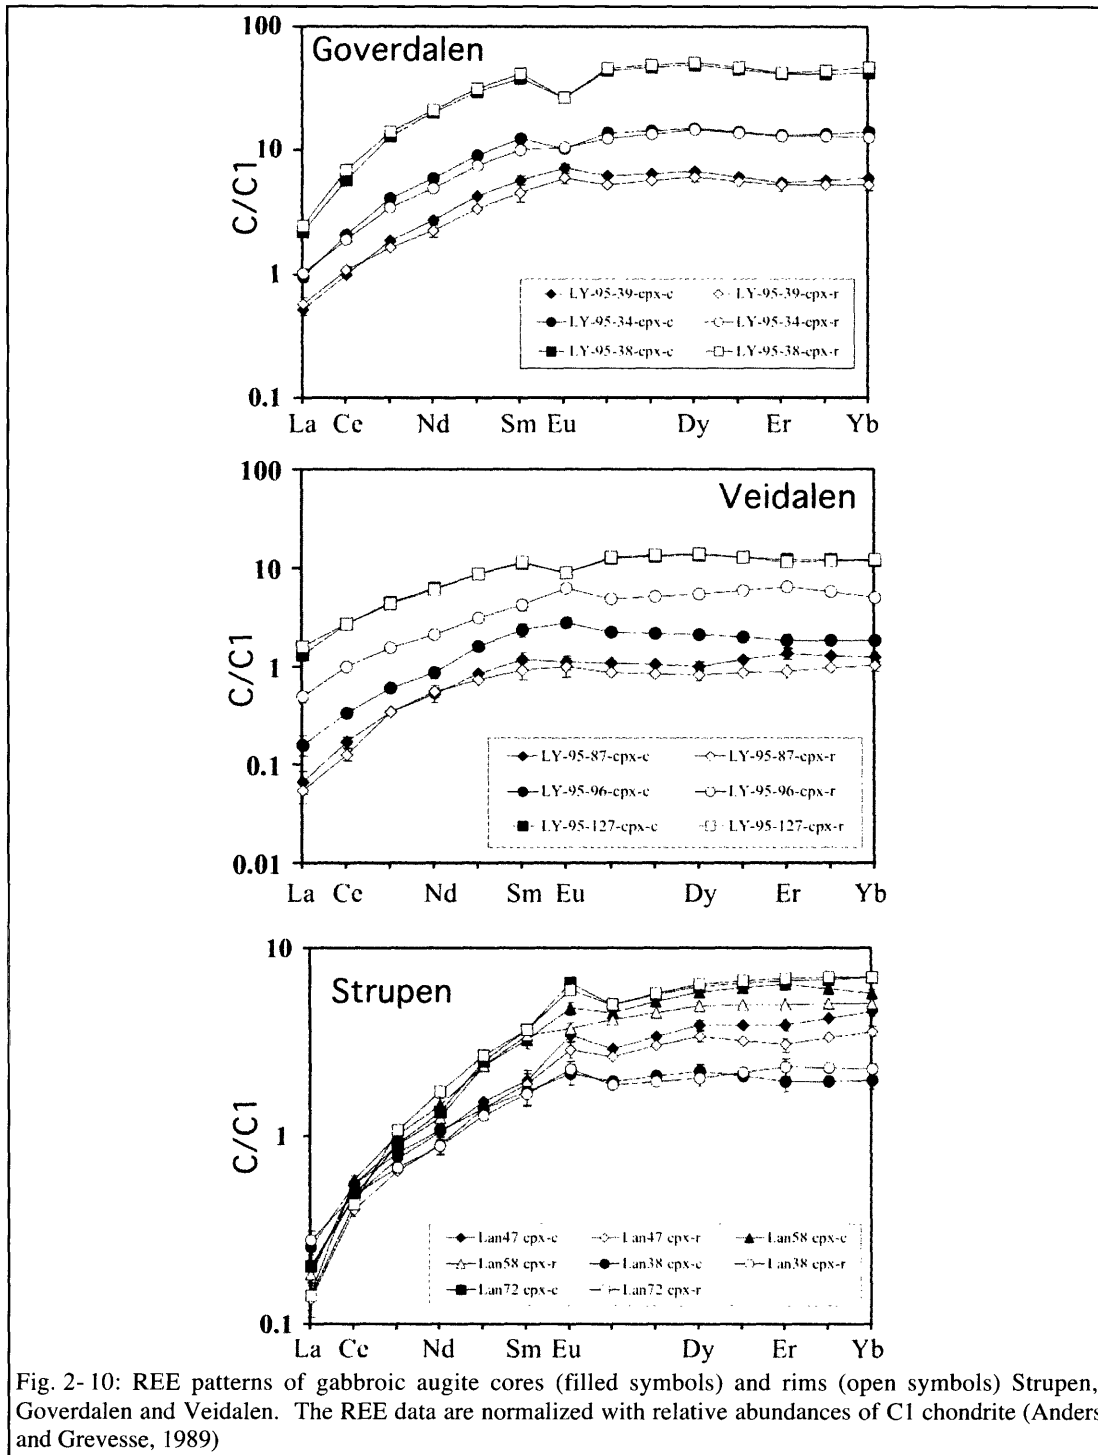 Goverdalen
100
10
1
0.1
C/C1
LY-95-39-cpx-c LY-95-39-cpx-r
LY-95-34-cpx-c LY-95-34-cpx-r
LY-95-38-cpx-c LY-95-38-cpx-r
La Ce Nd Sm Eu Dy Er Yb
Veidalen
100
10
1
0.1
0.01
C/C1
LY-95-87-cpx-c LY-95-87-cpx-r
LY-95-96-cpx-c LY-95-96-cpx-r
LY-95-127-cpx-c LY-95-127-cpx-r
La Ce Nd Sm Eu Dy Er Yb
Strupen
10
1
0.1
C/C1
Lan47 cpx-c Lan47 cpx-r Lan58 cpx-c
Lan58 cpx-r Lan38 cpx-c Lan38 cpx-r
Lan72 cpx-c Lan72 cpx-r
La Ce Nd Sm Eu Dy Er Yb
Fig. 2-10: REE patterns of gabbroic augite cores (filled symbols) and rims (open symbols) Strupen,
Goverdalen and Veidalen. The REE data are normalized with relative abundances of C1 chondrite (Anders
and Grevesse, 1989)